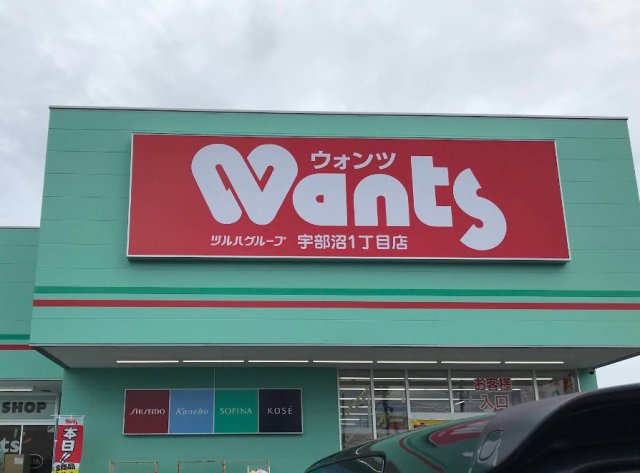 ウォンツ
Wants
ツルハグループ 宇部沼1丁目店
SHISEIDO
Kanebo
SOFINA
KOSÉ
お客様
入口
SHOP
本日!!